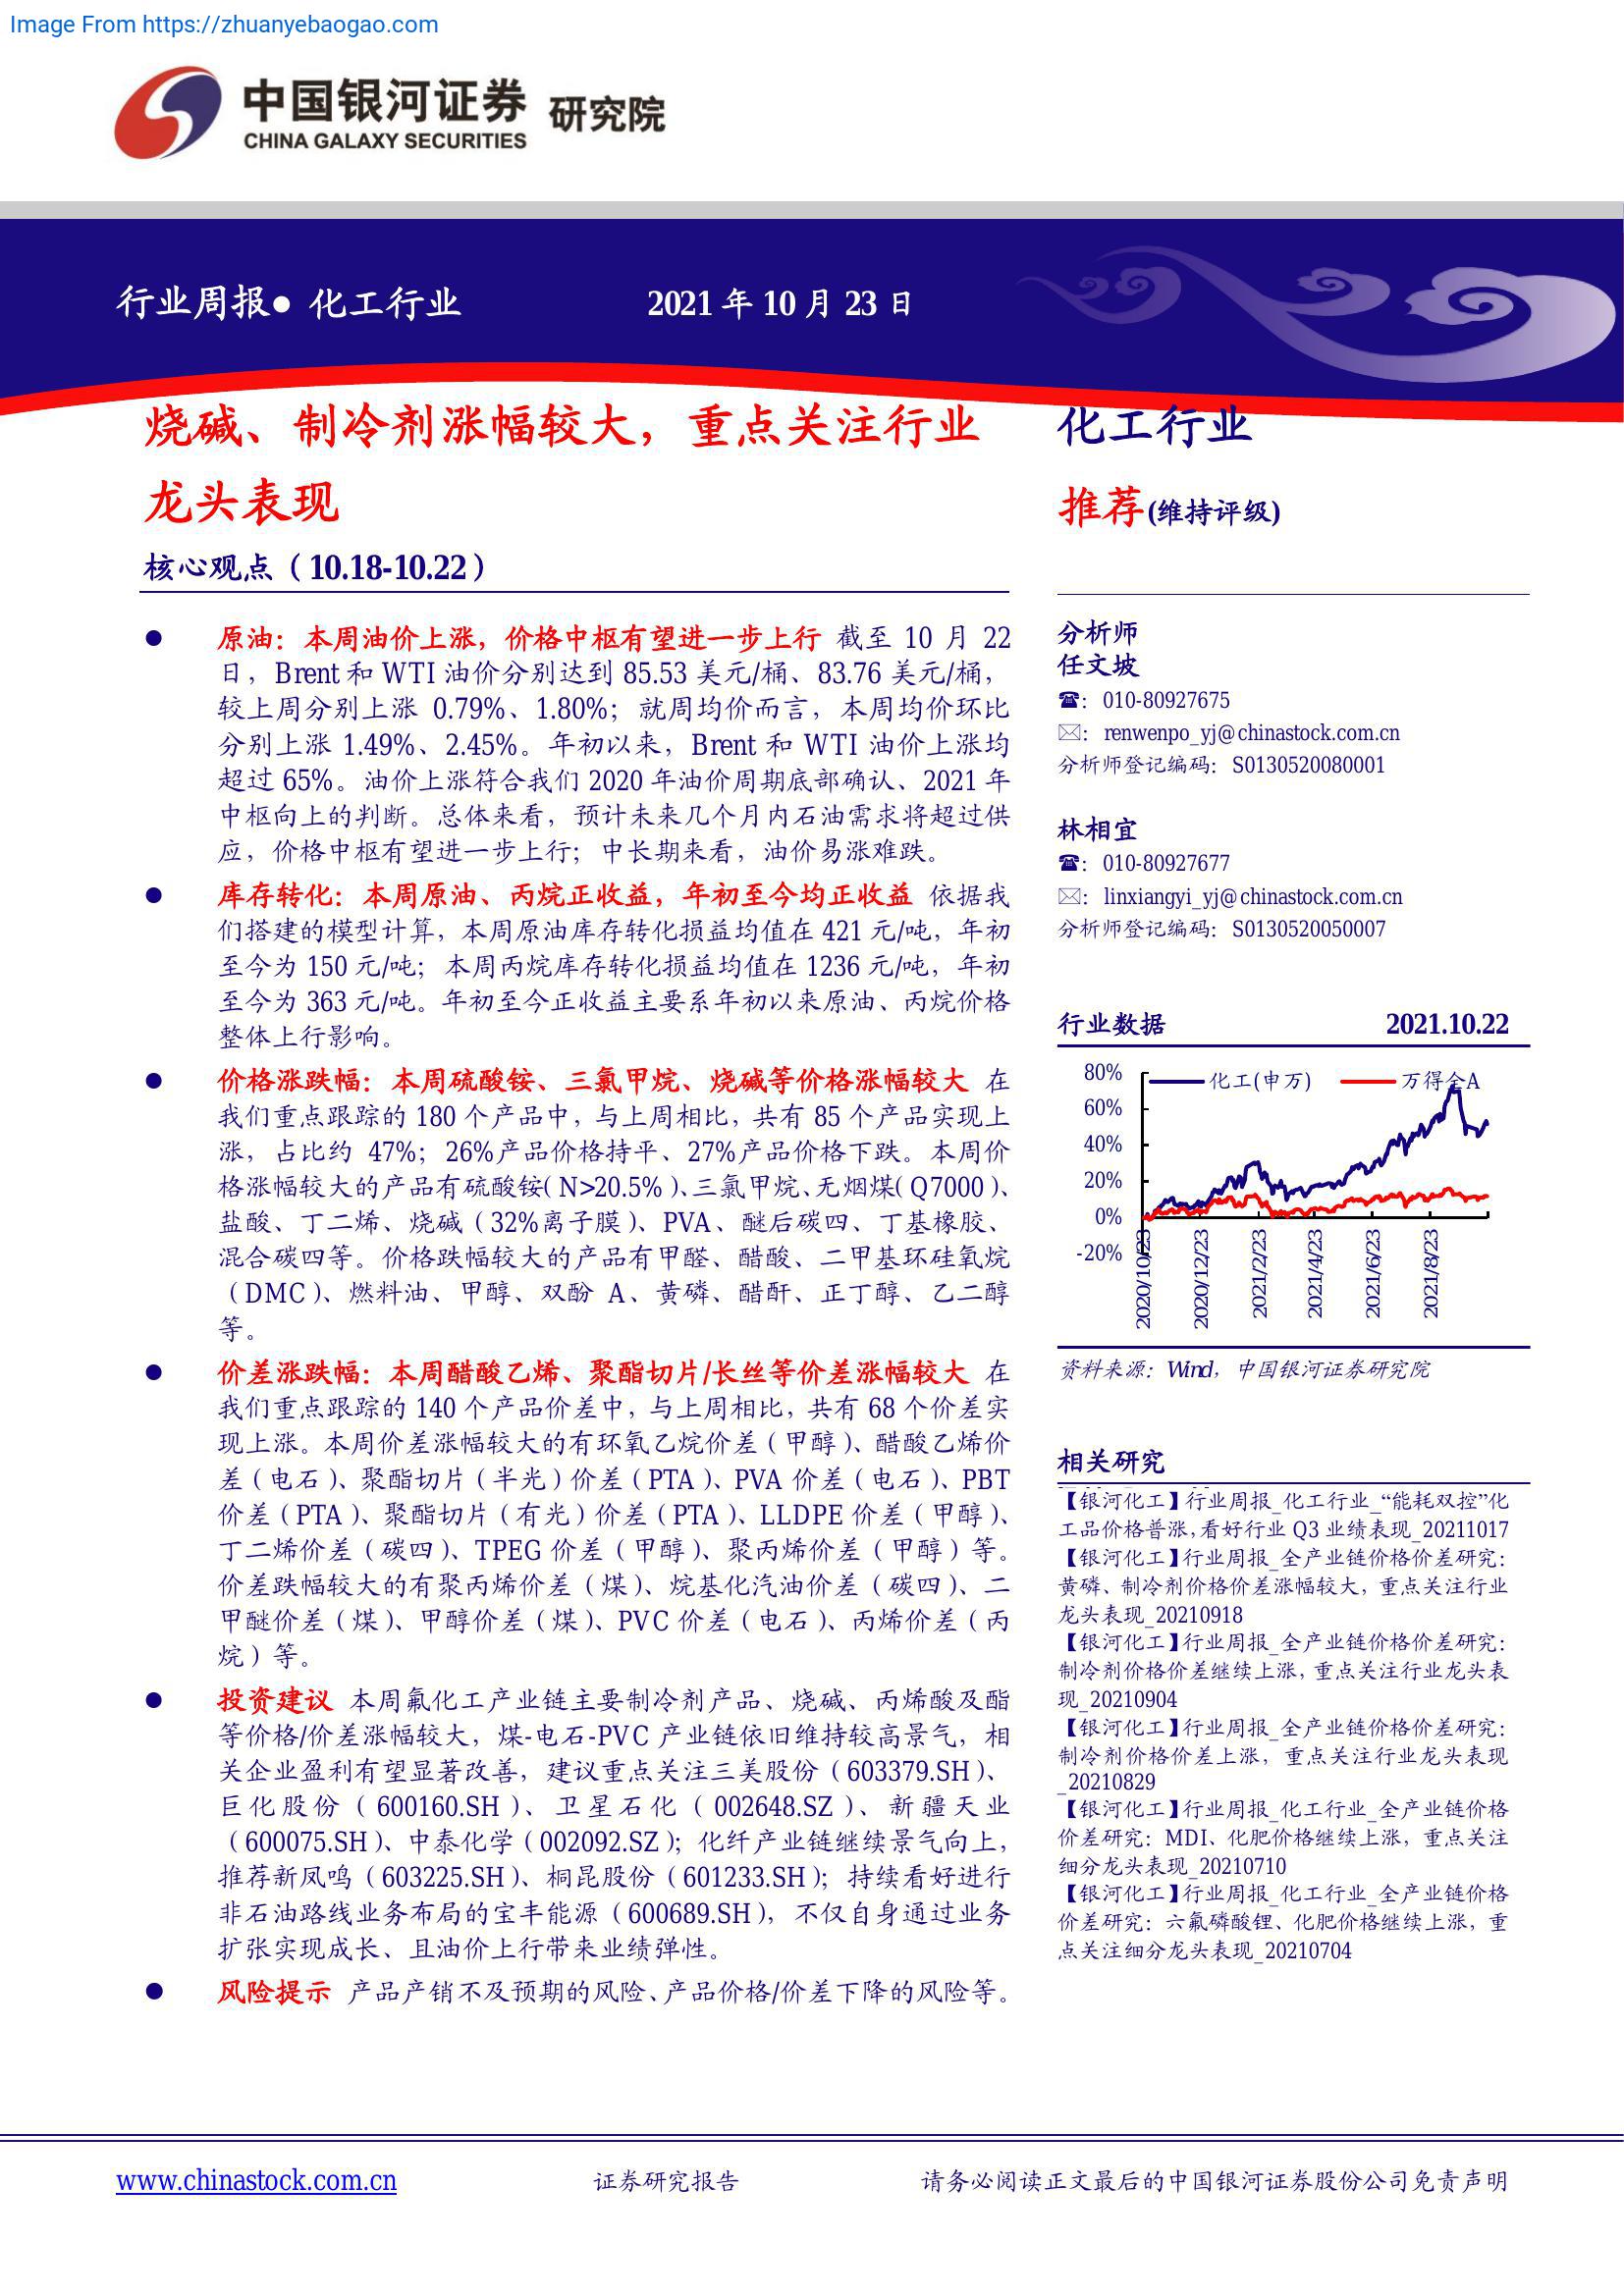 Image From https://zhuanyebaogao.com
中国银河证券 研究院
CHINA GALAXY SECURITIES
行业周报● 化工行业 2021 年 10 月 23 日
烧碱、制冷剂涨幅较大，重点关注行业
龙头表现
核心观点（10.18-10.22）
● 原油：本周油价上涨，价格中枢有望进一步上行 截至 10 月 22
日，Brent 和 WTI 油价分别达到 85.53 美元/桶、83.76 美元/桶，
较上周分别上涨 0.79%、1.80%；就周均价而言，本周均价环比
分别上涨 1.49%、2.45%。年初以来，Brent 和 WTI 油价上涨均
超过 65%。油价上涨符合我们 2020 年油价周期底部确认、2021 年
中枢向上的判断。总体来看，预计未来几个月内石油需求将超过供
应，价格中枢有望进一步上行；中长期来看，油价易涨难跌。
● 库存转化：本周原油、丙烷正收益，年初至今均正收益 依据我
们搭建的模型计算，本周原油库存转化损益均值在 421 元/吨，年初
至今为 150 元/吨；本周丙烷库存转化损益均值在 1236 元/吨，年初
至今为 363 元/吨。年初至今正收益主要系年初以来原油、丙烷价格
整体上行影响。
● 价格涨跌幅：本周硫酸铵、三氯甲烷、烧碱等价格涨幅较大 在
我们重点跟踪的 180 个产品中，与上周相比，共有 85 个产品实现上
涨，占比约 47%；26%产品价格持平、27%产品价格下跌。本周价
格涨幅较大的产品有硫酸铵（N>20.5%）、三氯甲烷、无烟煤（Q7000）、
盐酸、丁二烯、烧碱（32%离子膜）、PVA、醚后碳四、丁基橡胶、
混合碳四等。价格跌幅较大的产品有甲醛、醋酸、二甲基环硅氧烷
（DMC）、燃料油、甲醇、双酚 A、黄磷、醋酐、正丁醇、乙二醇
等。
● 价差涨跌幅：本周醋酸乙烯、聚酯切片/长丝等价差涨幅较大 在
我们重点跟踪的 140 个产品价差中，与上周相比，共有 68 个价差实
现上涨。本周价差涨幅较大的有环氧乙烷价差（甲醇）、醋酸乙烯价
差（电石）、聚酯切片（半光）价差（PTA）、PVA 价差（电石）、PBT
价差（PTA）、聚酯切片（有光）价差（PTA）、LLDPE 价差（甲醇）、
丁二烯价差（碳四）、TPEG 价差（甲醇）、聚丙烯价差（甲醇）等。
价差跌幅较大的有聚丙烯价差（煤）、烷基化汽油价差（碳四）、二
甲醚价差（煤）、甲醇价差（煤）、PVC 价差（电石）、丙烯价差（丙
烷）等。
● 投资建议 本周氟化工产业链主要制冷剂产品、烧碱、丙烯酸及酯
等价格/价差涨幅较大，煤-电石-PVC 产业链依旧维持较高景气，相
关企业盈利有望显著改善，建议重点关注三美股份（603379.SH）、
巨化股份（600160.SH）、卫星石化（002648.SZ）、新疆天业
（600075.SH）、中泰化学（002092.SZ）；化纤产业链继续景气向上，
推荐新凤鸣（603225.SH）、桐昆股份（601233.SH）；持续看好进行
非石油路线业务布局的宝丰能源（600689.SH），不仅自身通过业务
扩张实现成长、且油价上行带来业绩弹性。
● 风险提示 产品产销不及预期的风险、产品价格/价差下降的风险等。
化工行业
推荐(维持评级)
分析师
任文坡
☎：010-80927675
✉：renwenpo_yj@chinastock.com.cn
分析师登记编码：S0130520080001
林相宜
☎：010-80927677
✉：linxiangyi_yj@chinastock.com.cn
分析师登记编码：S0130520050007
行业数据 2021.10.22
化工(申万) 万得全A
80%
60%
40%
20%
0%
-20%
2020/10/23
2020/12/23
2021/2/23
2021/4/23
2021/6/23
2021/8/23
资料来源：Wind，中国银河证券研究院
相关研究
【银河化工】行业周报_化工行业_“能耗双控”化
工品价格普涨，看好行业 Q3 业绩表现_20211017
【银河化工】行业周报_全产业链价格价差研究：
黄磷、制冷剂价格价差涨幅较大，重点关注行业
龙头表现_20210918
【银河化工】行业周报_全产业链价格价差研究：
制冷剂价格价差继续上涨，重点关注行业龙头表
现_20210904
【银河化工】行业周报_全产业链价格价差研究：
制冷剂价格价差上涨，重点关注行业龙头表现
_20210829
【银河化工】行业周报_化工行业_全产业链价格
价差研究：MDI、化肥价格继续上涨，重点关注
细分龙头表现_20210710
【银河化工】行业周报_化工行业_全产业链价格
价差研究：六氟磷酸锂、化肥价格继续上涨，重
点关注细分龙头表现_20210704
www.chinastock.com.cn 证券研究报告 请务必阅读正文最后的中国银河证券股份公司免责声明